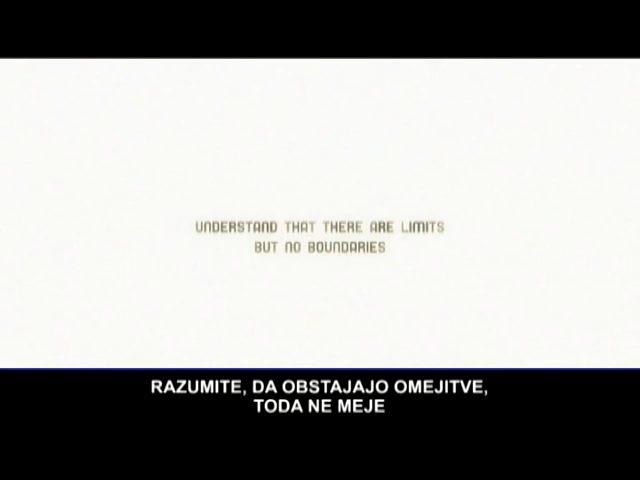 UNDERSTAND THAT THERE ARE LIMITS
BUT NO BOUNDARIES
RAZUMITE, DA OBSTAJAJO OMEJITVE,
TODA NE MEJE